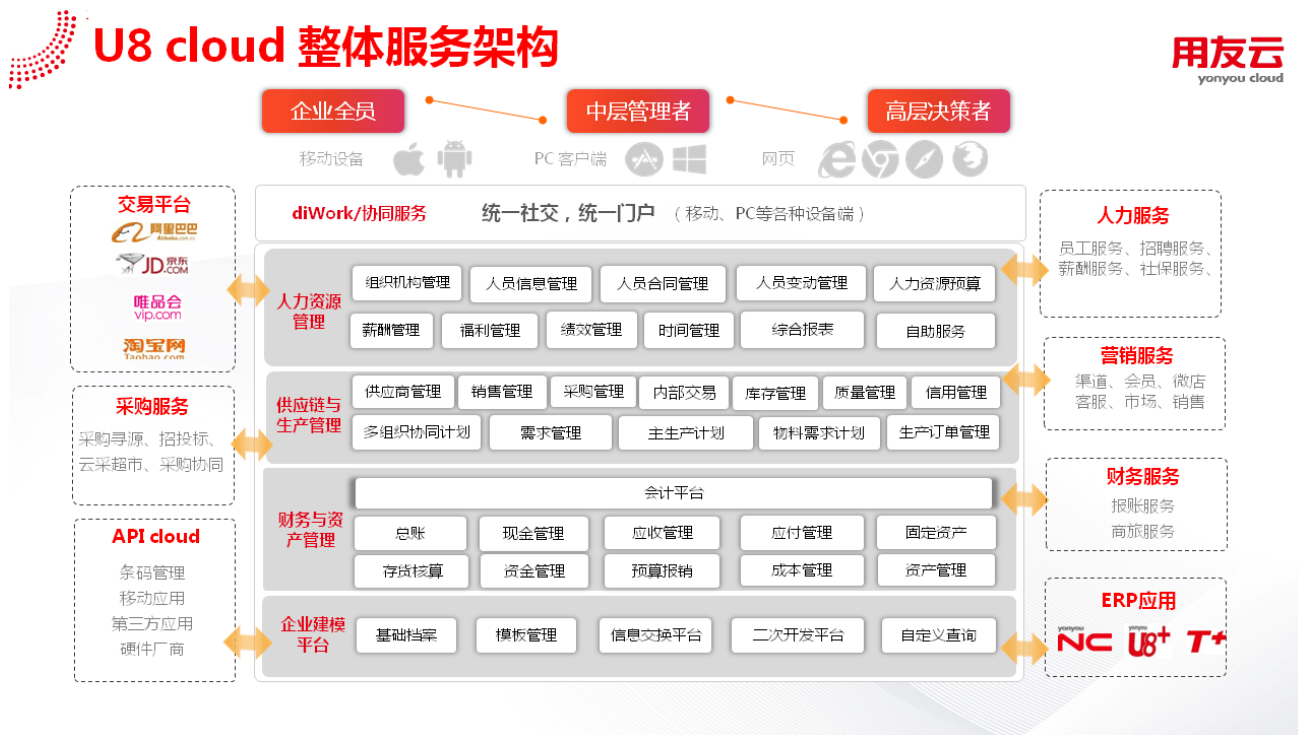 U8 cloud 整体服务架构
用友云
yonyou cloud
企业全员
中层管理者
高层决策者
移动设备
PC 客户端
网页
交易平台
阿里巴巴
Alibaba.com.cn
JD京东
.COM
唯品会
vip.com
淘宝网
Taobao.com
采购服务
采购寻源、招投标、
云采超市、采购协同
API cloud
条码管理
移动应用
第三方应用
硬件厂商
diWork/协同服务
统一社交，统一门户
（移动、PC等各种设备端）
人力资源
管理
组织机构管理
人员信息管理
人员合同管理
人员变动管理
人力资源预算
薪酬管理
福利管理
绩效管理
时间管理
综合报表
自助服务
供应链与
生产管理
供应商管理
销售管理
采购管理
内部交易
库存管理
质量管理
信用管理
多组织协同计划
需求管理
主生产计划
物料需求计划
生产订单管理
财务与资
产管理
会计平台
总账
现金管理
应收管理
应付管理
固定资产
存货核算
资金管理
预算报销
成本管理
资产管理
企业建模
平台
基础档案
模板管理
信息交换平台
二次开发平台
自定义查询
人力服务
员工服务、招聘服务、
薪酬服务、社保服务、
营销服务
渠道、会员、微店
客服、市场、销售
财务服务
报账服务
商旅服务
ERP应用
yonyou
NC
yonyou
U8+
T+